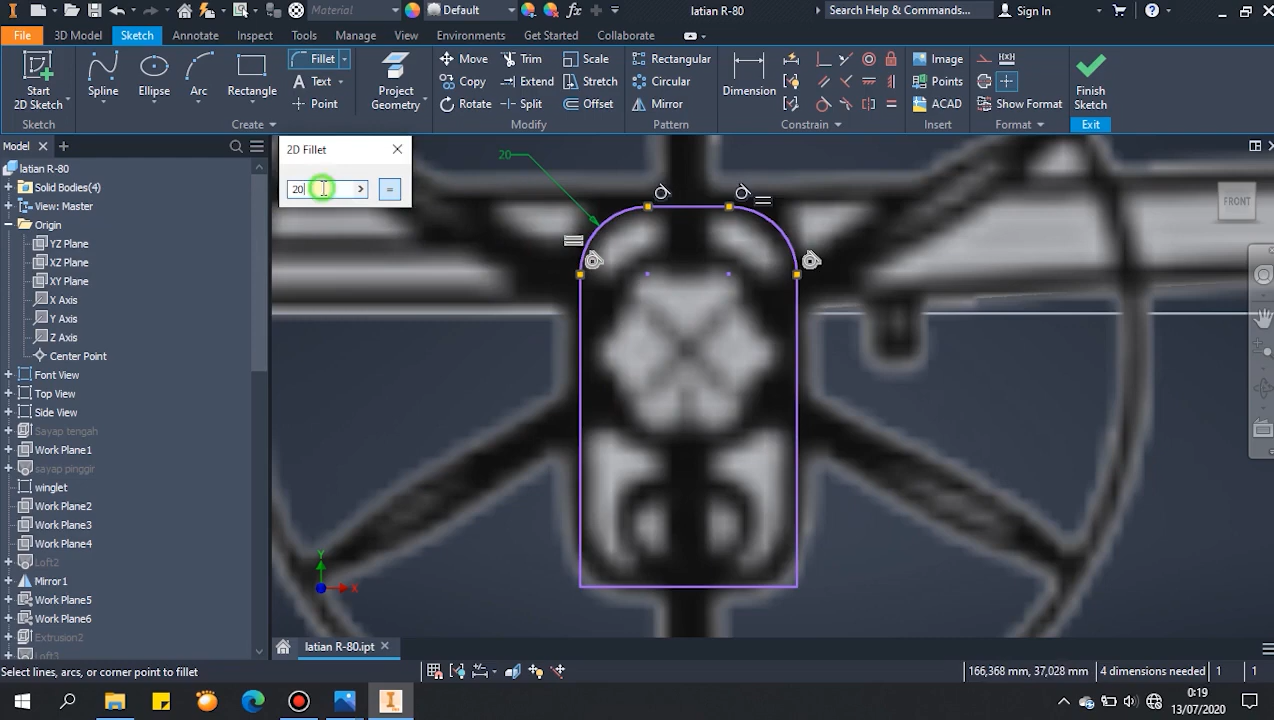 Material
Default
latian R-80
Search Help & Commands...
Sign In
File
3D Model
Sketch
Annotate
Inspect
Tools
Manage
View
Environments
Get Started
Collaborate
Start
2D Sketch
Spline
Ellipse
Arc
Rectangle
Fillet
Text
Point
Project
Geometry
Move
Copy
Rotate
Trim
Extend
Split
Scale
Stretch
Offset
Rectangular
Circular
Mirror
Dimension
Image
Points
ACAD
Show Format
Finish
Sketch
Sketch
Create
Modify
Pattern
Constrain
Insert
Format
Exit
Model
2D Fillet
20
20
FRONT
latian R-80
Solid Bodies(4)
View: Master
Origin
YZ Plane
XZ Plane
XY Plane
X Axis
Y Axis
Z Axis
Center Point
Font View
Top View
Side View
Sayap tengah
Work Plane1
sayap pinggir
winglet
Work Plane2
Work Plane3
Work Plane4
Loft2
Mirror1
Work Plane5
Work Plane6
Extrusion2
Y
X
latian R-80.ipt
Select lines, arcs, or corner point to fillet
166,368 mm, 37,028 mm
4 dimensions needed
1
1
0:19
13/07/2020